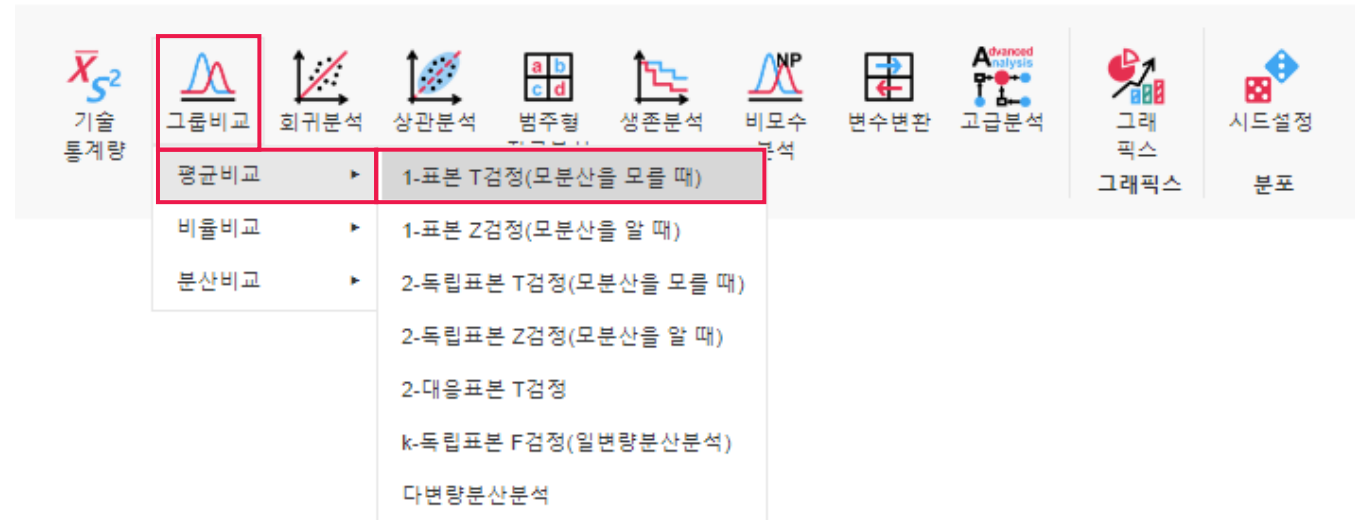 X S²
a b
c d
NP
Advanced
Analysis
기술
통계량
그룹비교
회귀분석
상관분석
범주형
생존분석
비모수
분석
변수변환
고급분석
그래
픽스
시드설정
그래픽스
분포
평균비교
비율비교
분산비교
1-표본 T검정(모분산을 모를 때)
1-표본 Z검정(모분산을 알 때)
2-독립표본 T검정(모분산을 모를 때)
2-독립표본 Z검정(모분산을 알 때)
2-대응표본 T검정
k-독립표본 F검정(일변량분산분석)
다변량분산분석